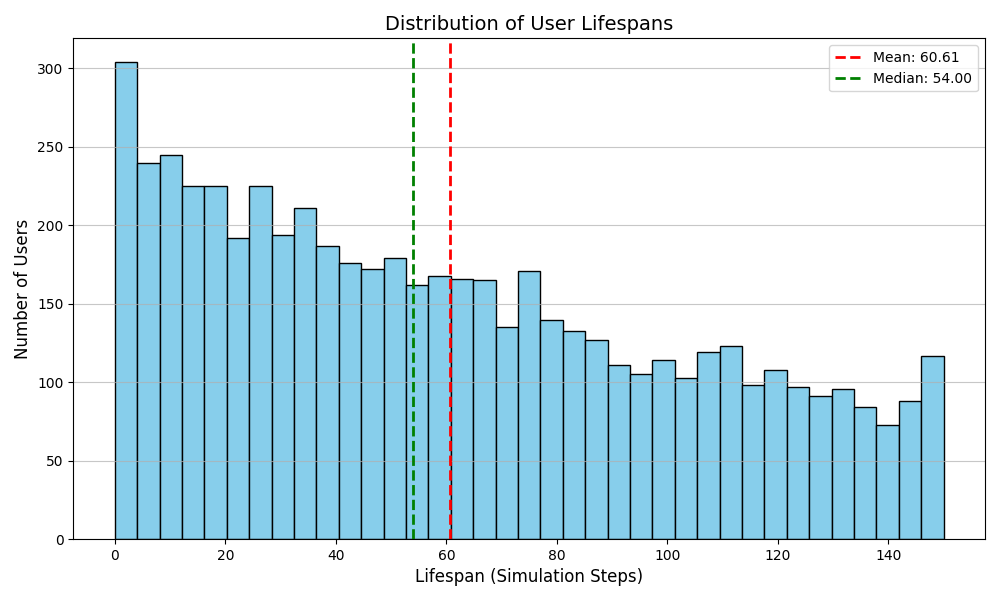 Distribution of User Lifespans
Mean: 60.61
Median: 54.00
Number of Users
300
250
200
150
100
50
0
0 20 40 60 80 100 120 140
Lifespan (Simulation Steps)